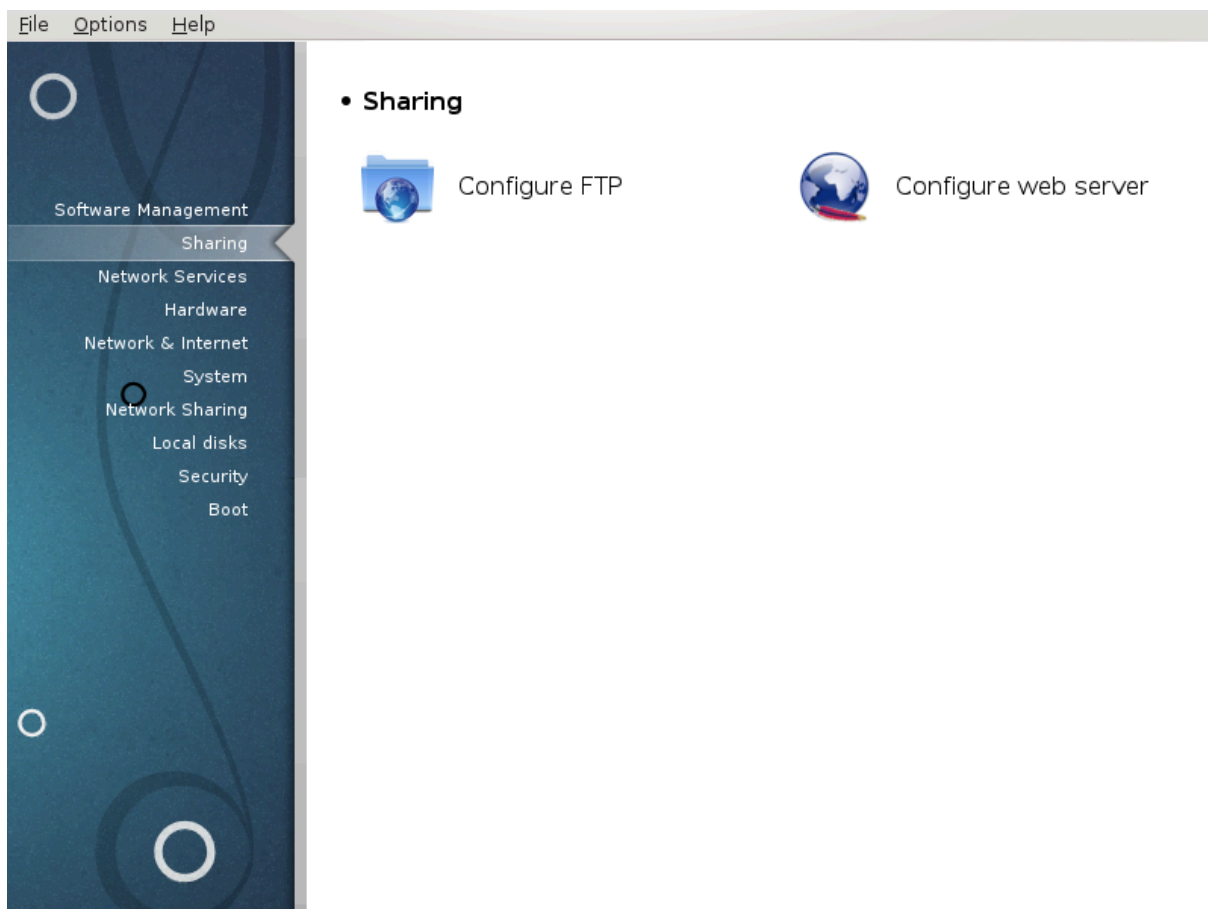 File Options Help
• Sharing
Configure FTP
Configure web server
Software Management
Sharing
Network Services
Hardware
Network & Internet
System
Network Sharing
Local disks
Security
Boot